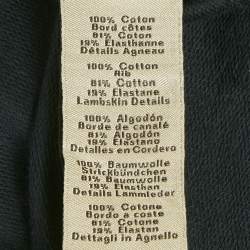 100% Coton
Bord côtes
81% Coton
19% Élasthanne
Détails Agneau
100% Cotton
Rib
81% Cotton
19% Elastane
Lambskin Details
100% Algodón
Borde de canalé
81% Algodón
19% Elastano
Detalles en Cordero
100% Baumwolle
Strickbündchen
81% Baumwolle
19% Elasthan
Details Lammleder
100% Cotone
Bordo a coste
81% Cotone
19% Elastan
Dettagli in Agnello